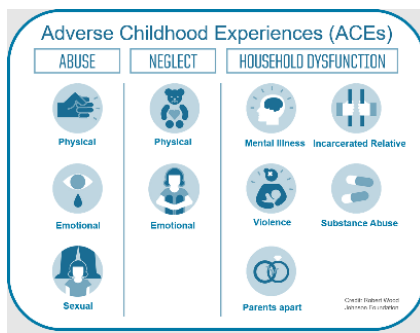 Adverse Childhood Experiences (ACEs)
ABUSE
NEGLECT
HOUSEHOLD DYSFUNCTION
Physical
Physical
Mental Illness
Incarcerated Relative
Emotional
Emotional
Violence
Substance Abuse
Sexual
Parents apart
Credit: Robert Wood
Johnson Foundation